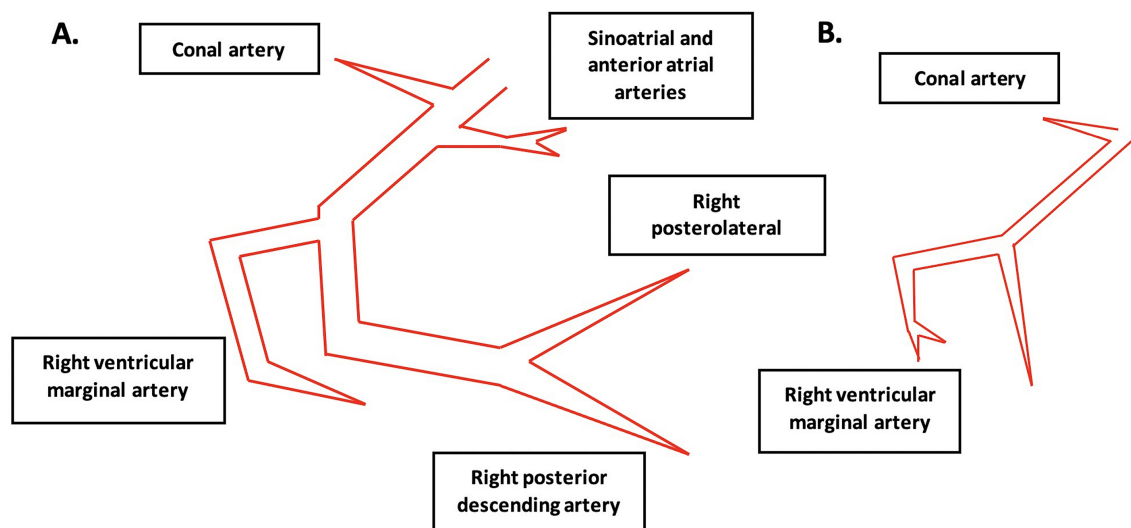 A.
Conal artery
Sinoatrial and
anterior atrial
arteries
Right
posterolateral
Right ventricular
marginal artery
Right posterior
descending artery
B.
Conal artery
Right ventricular
marginal artery